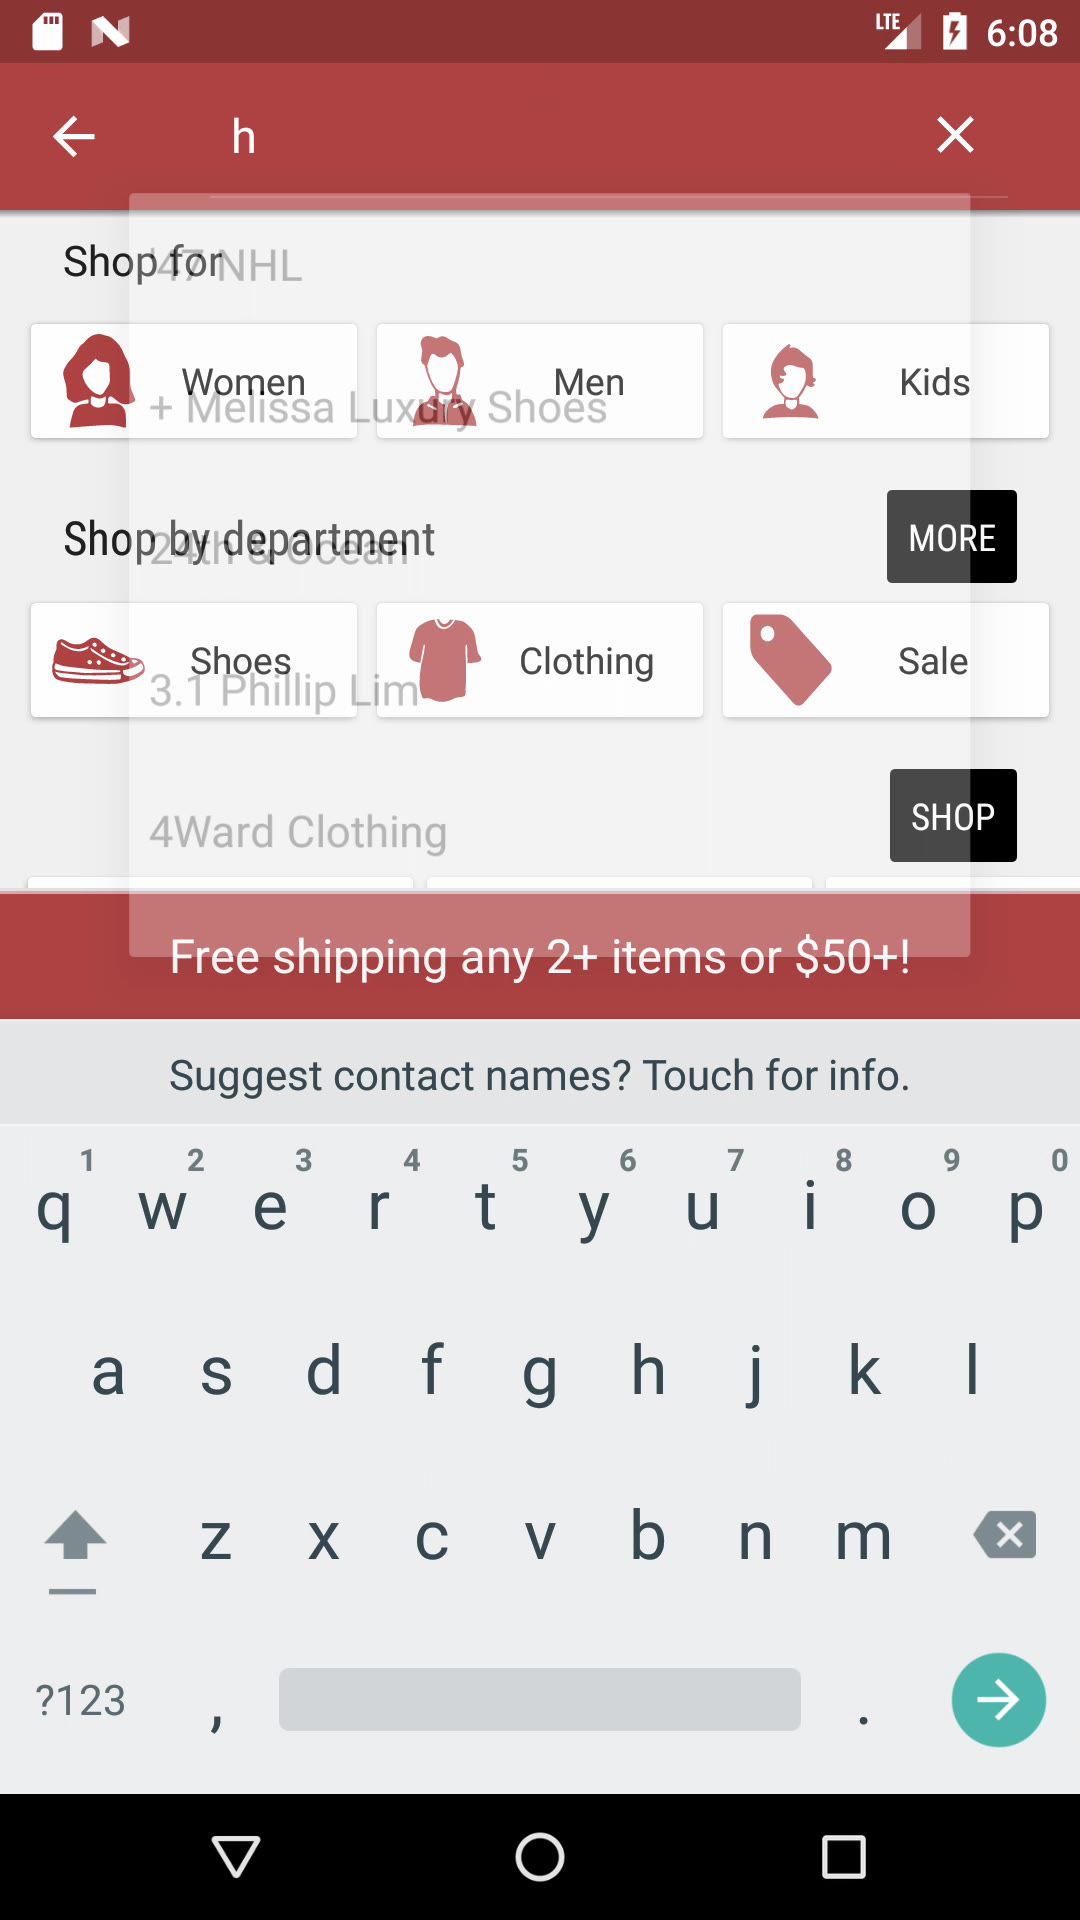 LTE 6:08
h
Shop for
'47 NHL
Women
Men
Kids
+ Melissa Luxury Shoes
Shop by department
MORE
24th & Ocean
Shoes
Clothing
Sale
3.1 Phillip Lim
4Ward Clothing
SHOP
Free shipping any 2+ items or $50+!
Suggest contact names? Touch for info.
1 2 3 4 5 6 7 8 9 0
q w e r t y u i o p
a s d f g h j k l
z x c v b n m
?123 , .